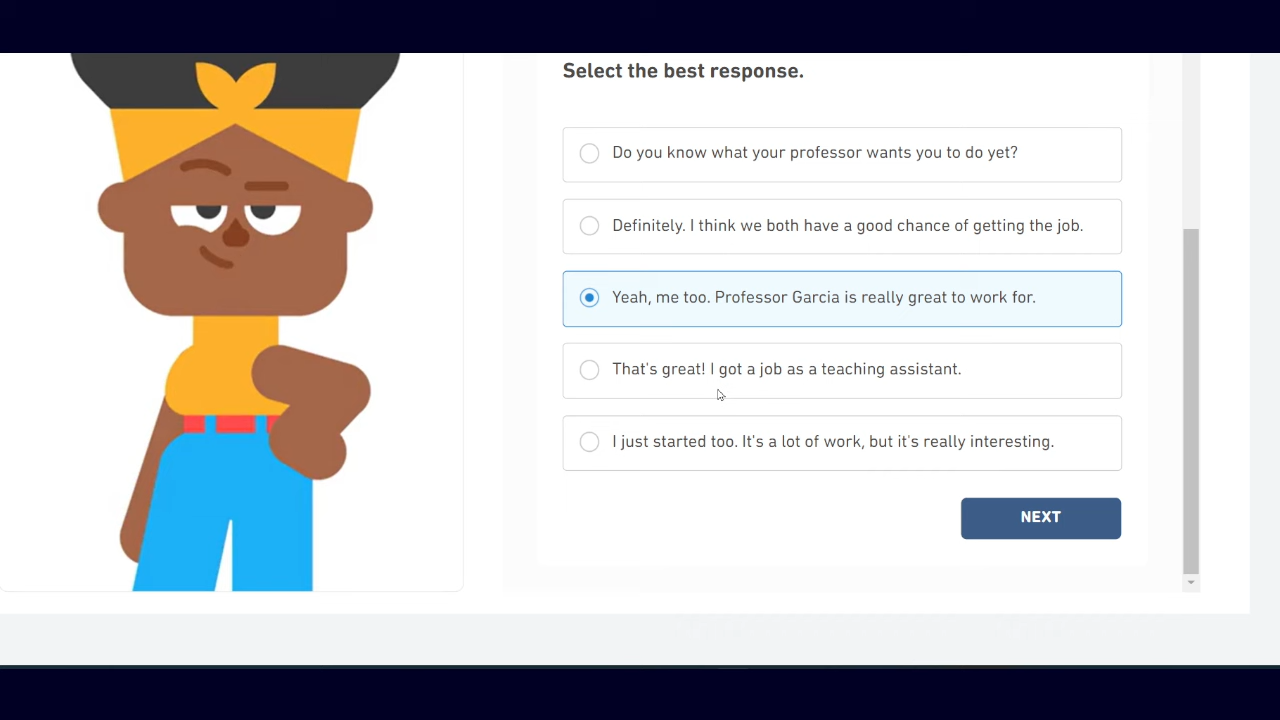 Select the best response.
Do you know what your professor wants you to do yet?
Definitely. I think we both have a good chance of getting the job.
Yeah, me too. Professor Garcia is really great to work for.
That's great! I got a job as a teaching assistant.
I just started too. It's a lot of work, but it's really interesting.
NEXT